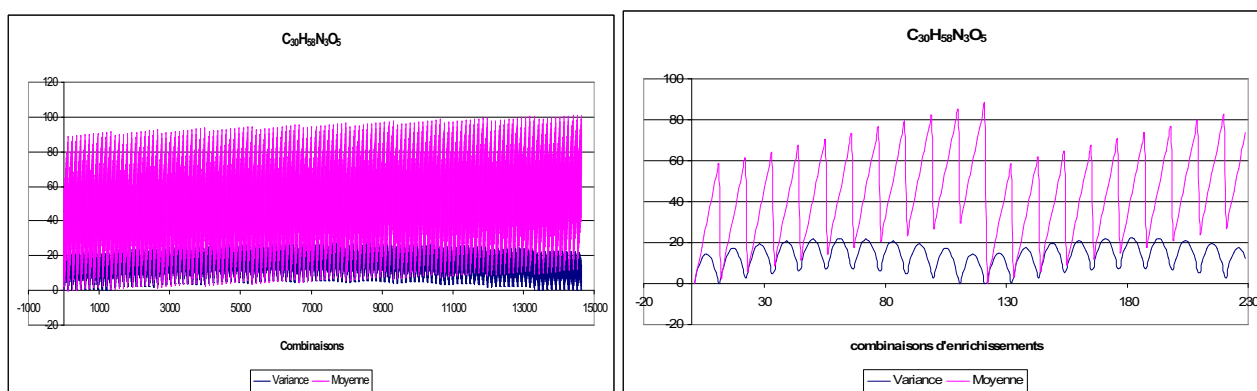 C₃₀H₅₈N₃O₅
120
100
80
60
40
20
0
-20
-1000 1000 3000 5000 7000 9000 11000 13000 15000
Combinaisons
Variance Moyenne
C₃₀H₅₈N₃O₅
100
80
60
40
20
0
-20
-20 30 80 130 180 230
combinaisons d'enrichissements
Variance Moyenne